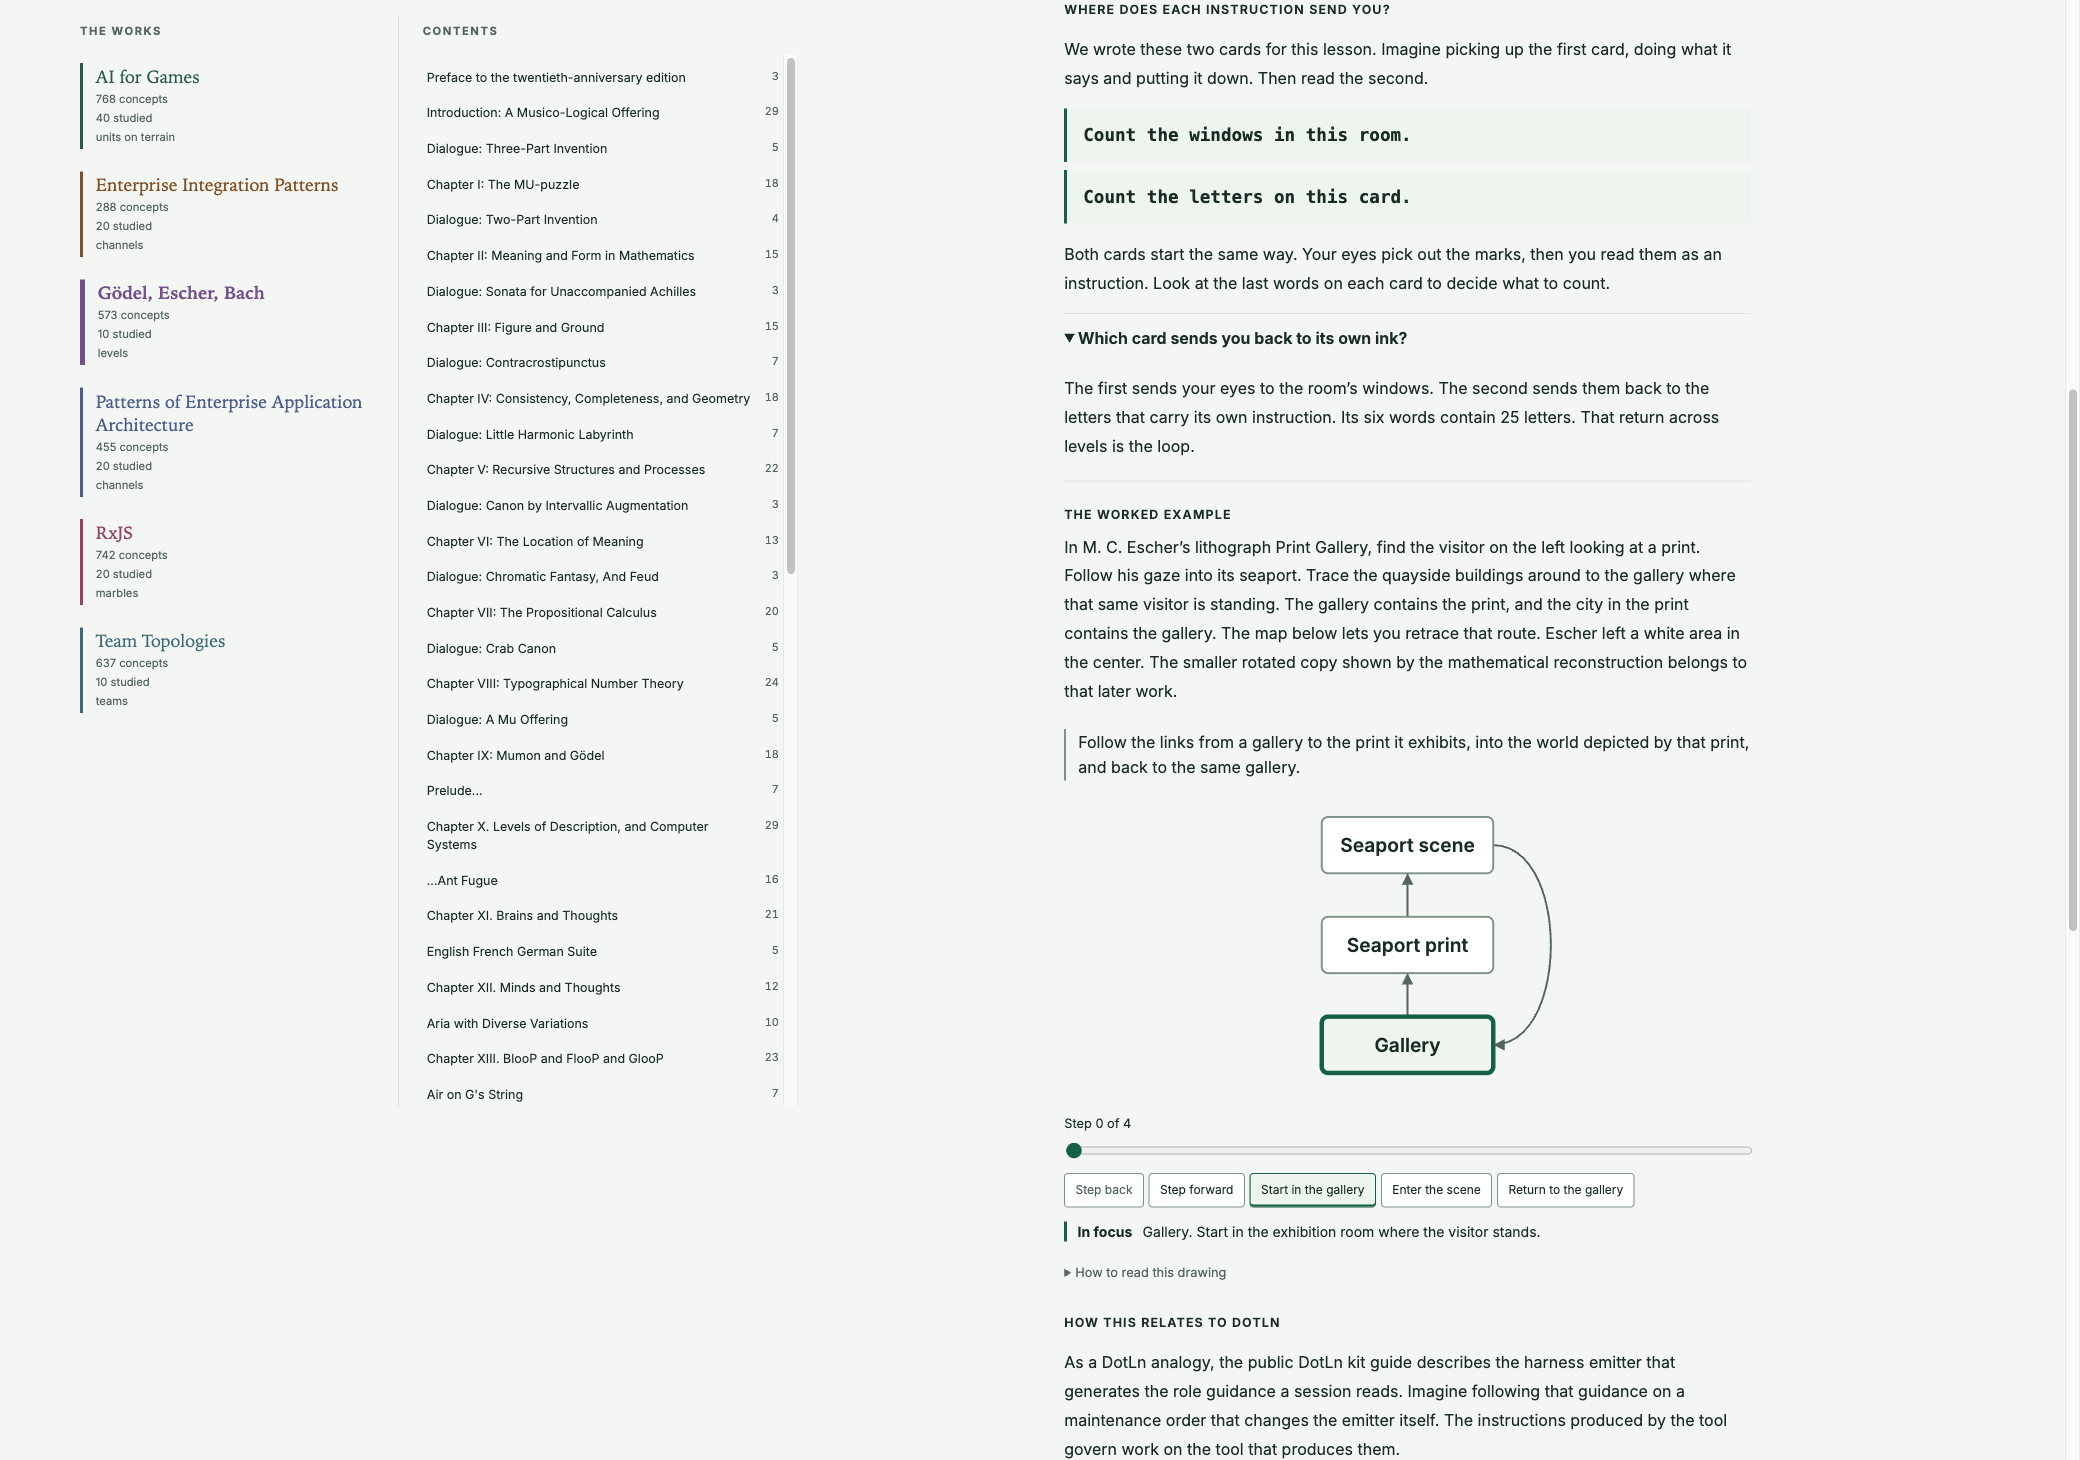 THE WORKS
AI for Games
768 concepts
40 studied
units on terrain
Enterprise Integration Patterns
288 concepts
20 studied
channels
Gödel, Escher, Bach
573 concepts
10 studied
levels
Patterns of Enterprise Application
Architecture
455 concepts
20 studied
channels
RxJS
742 concepts
20 studied
marbles
Team Topologies
637 concepts
10 studied
teams
CONTENTS
Preface to the twentieth-anniversary edition 3
Introduction: A Musico-Logical Offering 29
Dialogue: Three-Part Invention 5
Chapter I: The MU-puzzle 18
Dialogue: Two-Part Invention 4
Chapter II: Meaning and Form in Mathematics 15
Dialogue: Sonata for Unaccompanied Achilles 3
Chapter III: Figure and Ground 15
Dialogue: Contracrostipunctus 7
Chapter IV: Consistency, Completeness, and Geometry 18
Dialogue: Little Harmonic Labyrinth 7
Chapter V: Recursive Structures and Processes 22
Dialogue: Canon by Intervallic Augmentation 3
Chapter VI: The Location of Meaning 13
Dialogue: Chromatic Fantasy, And Feud 3
Chapter VII: The Propositional Calculus 20
Dialogue: Crab Canon 5
Chapter VIII: Typographical Number Theory 24
Dialogue: A Mu Offering 5
Chapter IX: Mumon and Gödel 18
Prelude... 7
Chapter X. Levels of Description, and Computer 29
Systems
...Ant Fugue 16
Chapter XI. Brains and Thoughts 21
English French German Suite 5
Chapter XII. Minds and Thoughts 12
Aria with Diverse Variations 10
Chapter XIII. BlooP and FlooP and GlooP 23
Air on G's String 7
WHERE DOES EACH INSTRUCTION SEND YOU?
We wrote these two cards for this lesson. Imagine picking up the first card, doing what it
says and putting it down. Then read the second.
Count the windows in this room.
Count the letters on this card.
Both cards start the same way. Your eyes pick out the marks, then you read them as an
instruction. Look at the last words on each card to decide what to count.
▼ Which card sends you back to its own ink?
The first sends your eyes to the room’s windows. The second sends them back to the
letters that carry its own instruction. Its six words contain 25 letters. That return across
levels is the loop.
THE WORKED EXAMPLE
In M. C. Escher’s lithograph Print Gallery, find the visitor on the left looking at a print.
Follow his gaze into its seaport. Trace the quayside buildings around to the gallery where
that same visitor is standing. The gallery contains the print, and the city in the print
contains the gallery. The map below lets you retrace that route. Escher left a white area in
the center. The smaller rotated copy shown by the mathematical reconstruction belongs to
that later work.
Follow the links from a gallery to the print it exhibits, into the world depicted by that print,
and back to the same gallery.
Seaport scene
Seaport print
Gallery
Step 0 of 4
Step back Step forward Start in the gallery Enter the scene Return to the gallery
In focus Gallery. Start in the exhibition room where the visitor stands.
▶ How to read this drawing
HOW THIS RELATES TO DOTLN
As a DotLn analogy, the public DotLn kit guide describes the harness emitter that
generates the role guidance a session reads. Imagine following that guidance on a
maintenance order that changes the emitter itself. The instructions produced by the tool
govern work on the tool that produces them.